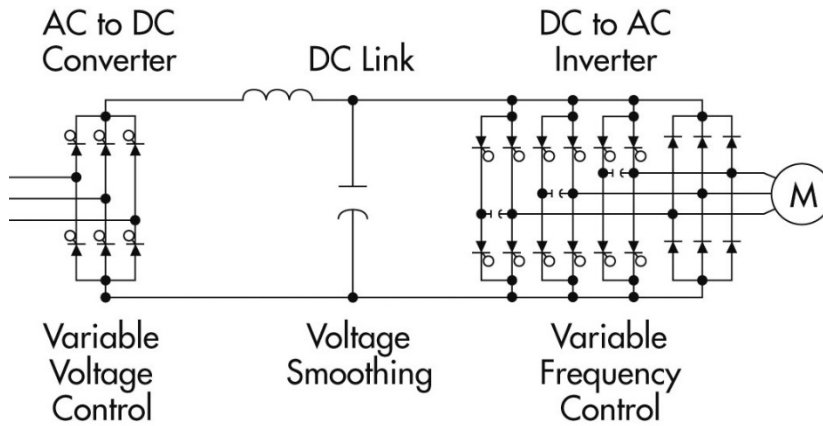 AC to DC
Converter
DC Link
DC to AC
Inverter
M
Variable
Voltage
Control
Voltage
Smoothing
Variable
Frequency
Control